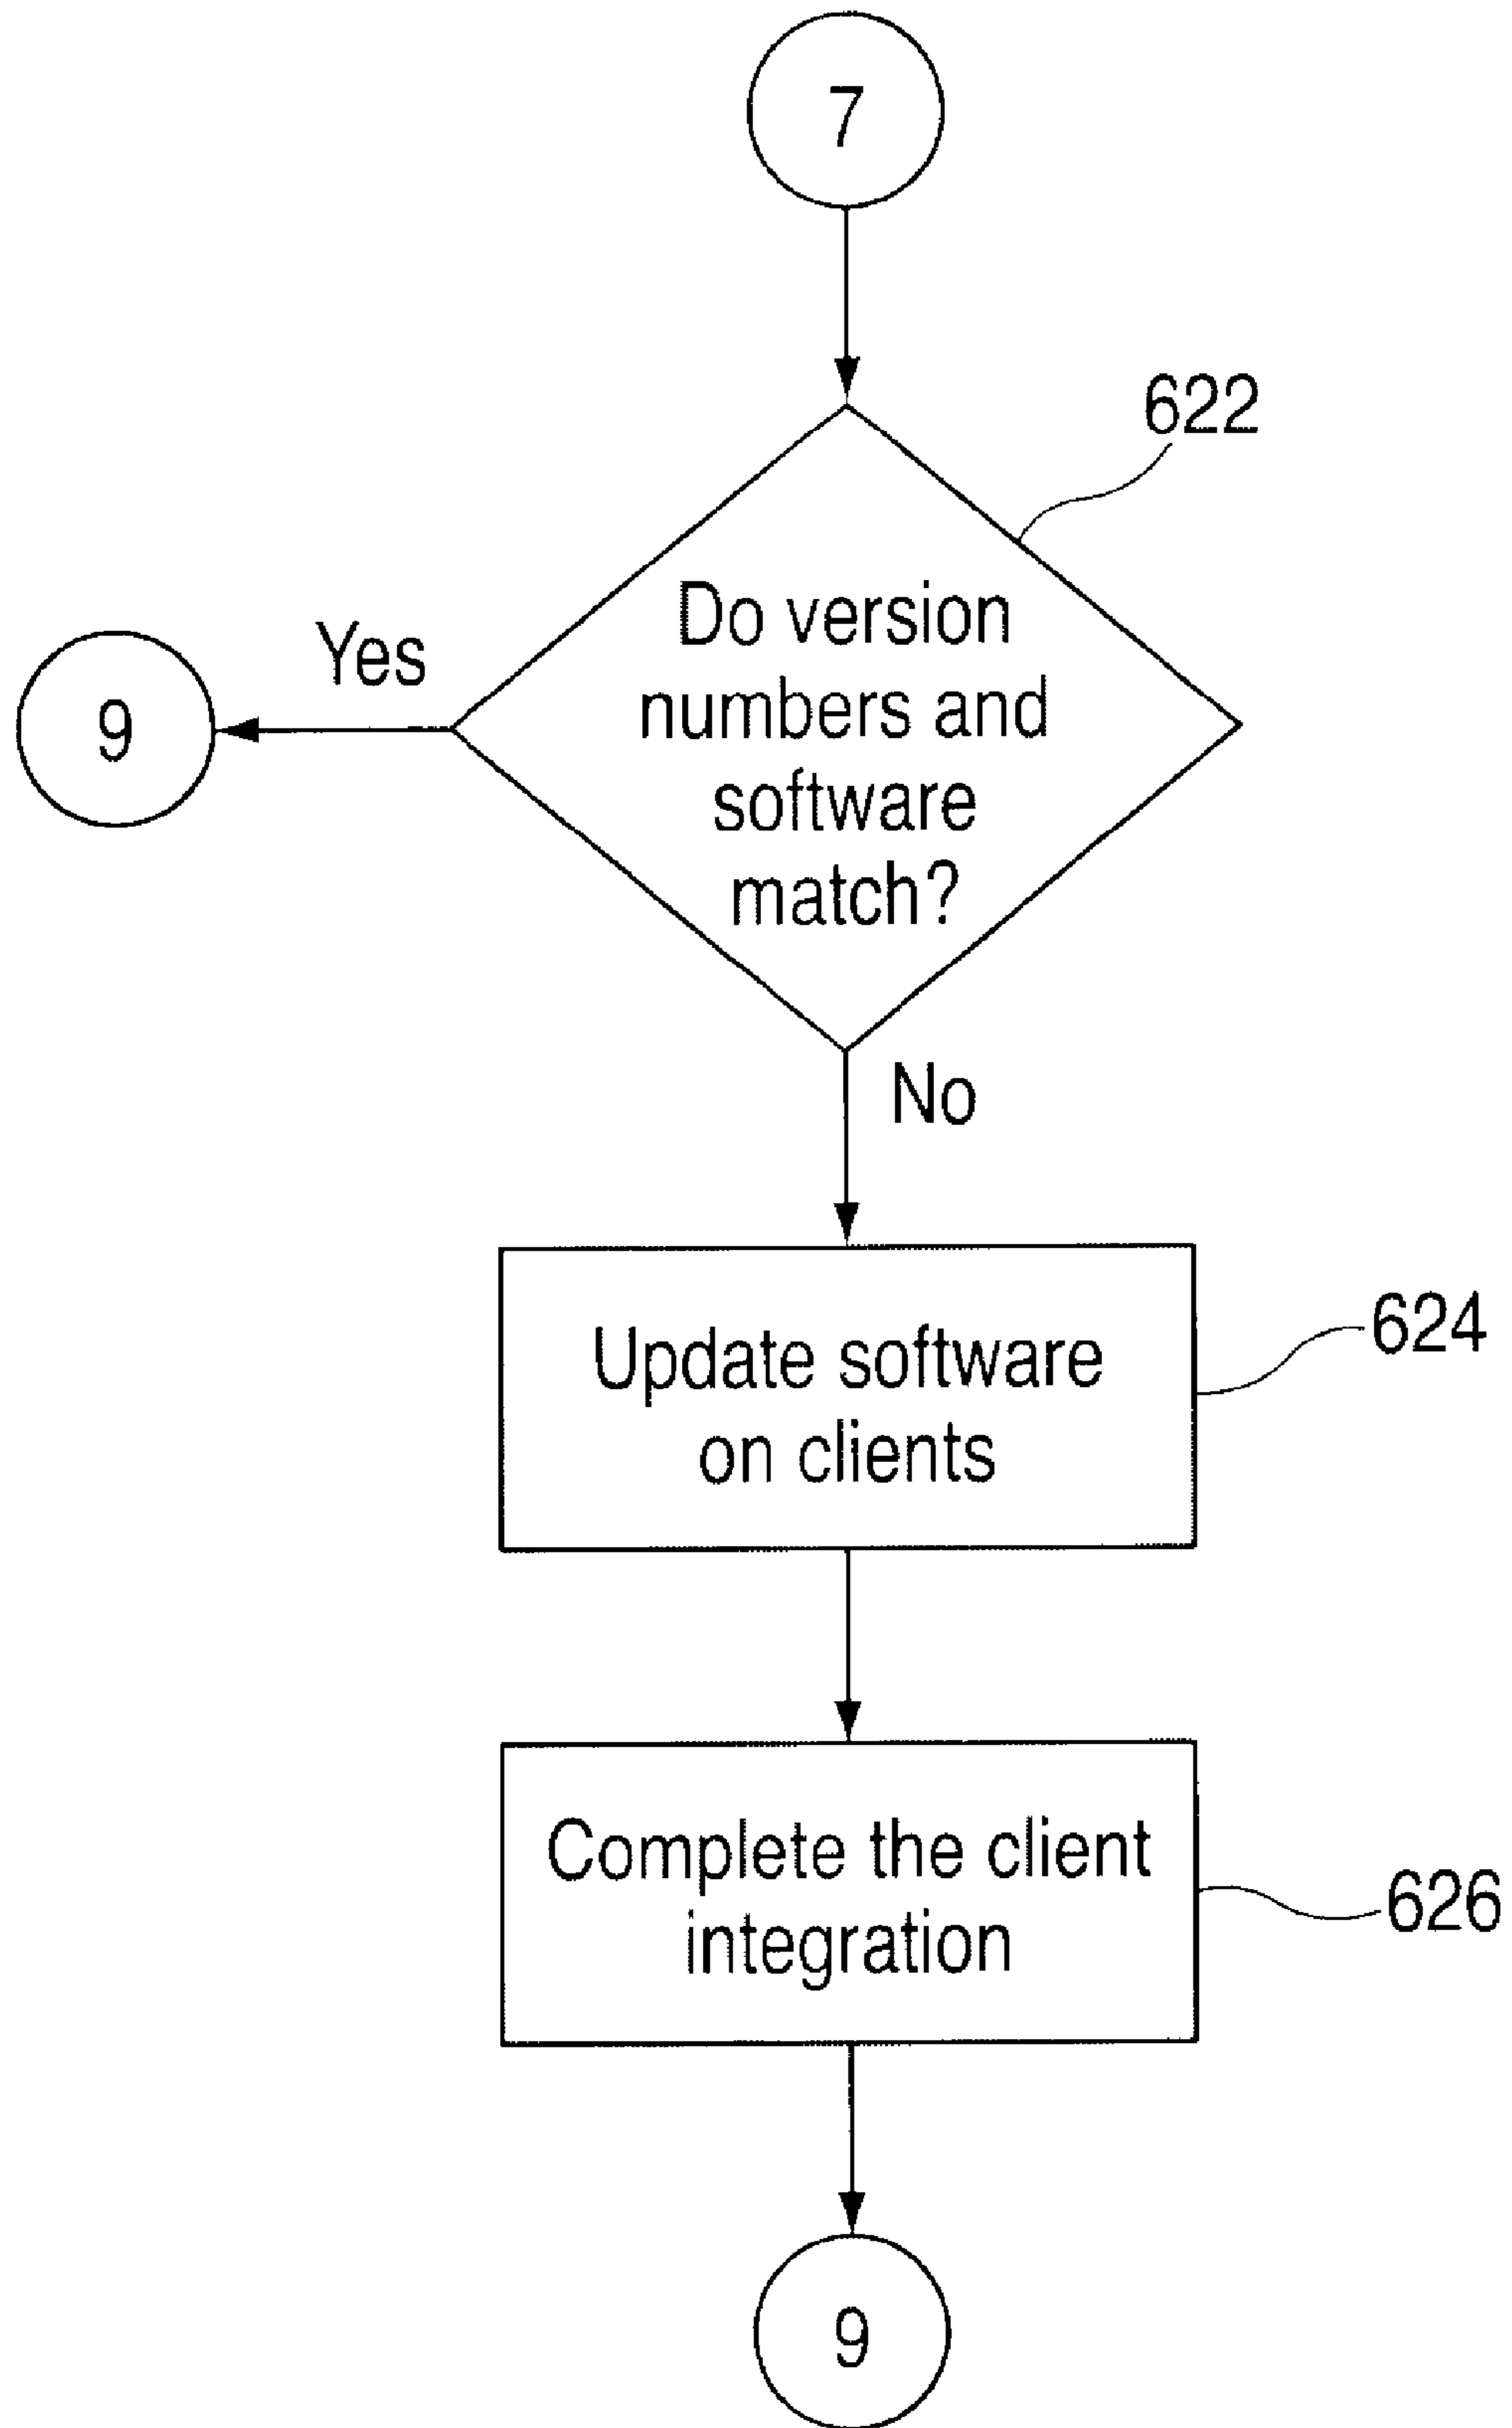 7
622
Do version
numbers and
software
match?
Yes
9
No
Update software
on clients
624
Complete the client
integration
626
9